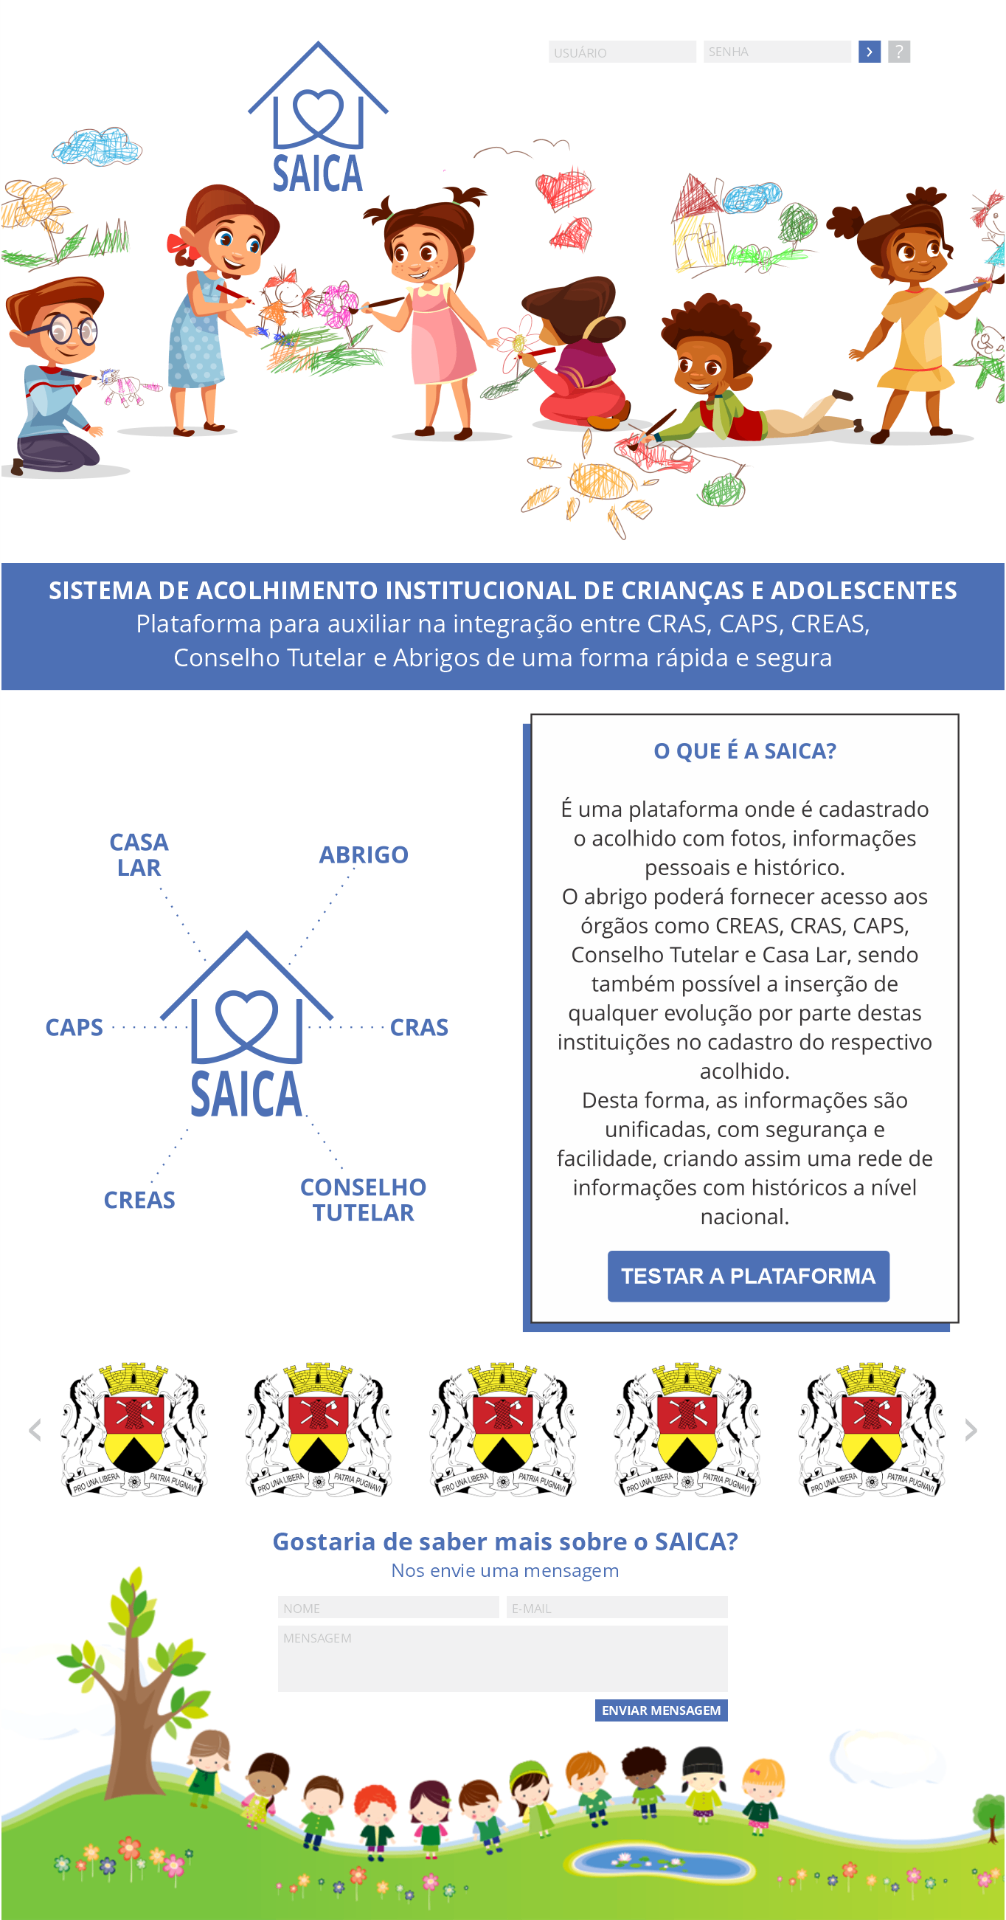 USUÁRIO
SENHA
›
?
SAICA
SISTEMA DE ACOLHIMENTO INSTITUCIONAL DE CRIANÇAS E ADOLESCENTES
Plataforma para auxiliar na integração entre CRAS, CAPS, CREAS,
Conselho Tutelar e Abrigos de uma forma rápida e segura
CASA
LAR
ABRIGO
CAPS
CRAS
SAICA
CREAS
CONSELHO
TUTELAR
O QUE É A SAICA?
É uma plataforma onde é cadastrado
o acolhido com fotos, informações
pessoais e histórico.
O abrigo poderá fornecer acesso aos
órgãos como CREAS, CRAS, CAPS,
Conselho Tutelar e Casa Lar, sendo
também possível a inserção de
qualquer evolução por parte destas
instituições no cadastro do respectivo
acolhido.
Desta forma, as informações são
unificadas, com segurança e
facilidade, criando assim uma rede de
informações com históricos a nível
nacional.
TESTAR A PLATAFORMA
PRO UNA LIBERA PATRIA PUGNAVI
PRO UNA LIBERA PATRIA PUGNAVI
PRO UNA LIBERA PATRIA PUGNAVI
PRO UNA LIBERA PATRIA PUGNAVI
PRO UNA LIBERA PATRIA PUGNAVI
Gostaria de saber mais sobre o SAICA?
Nos envie uma mensagem
NOME
E-MAIL
MENSAGEM
ENVIAR MENSAGEM